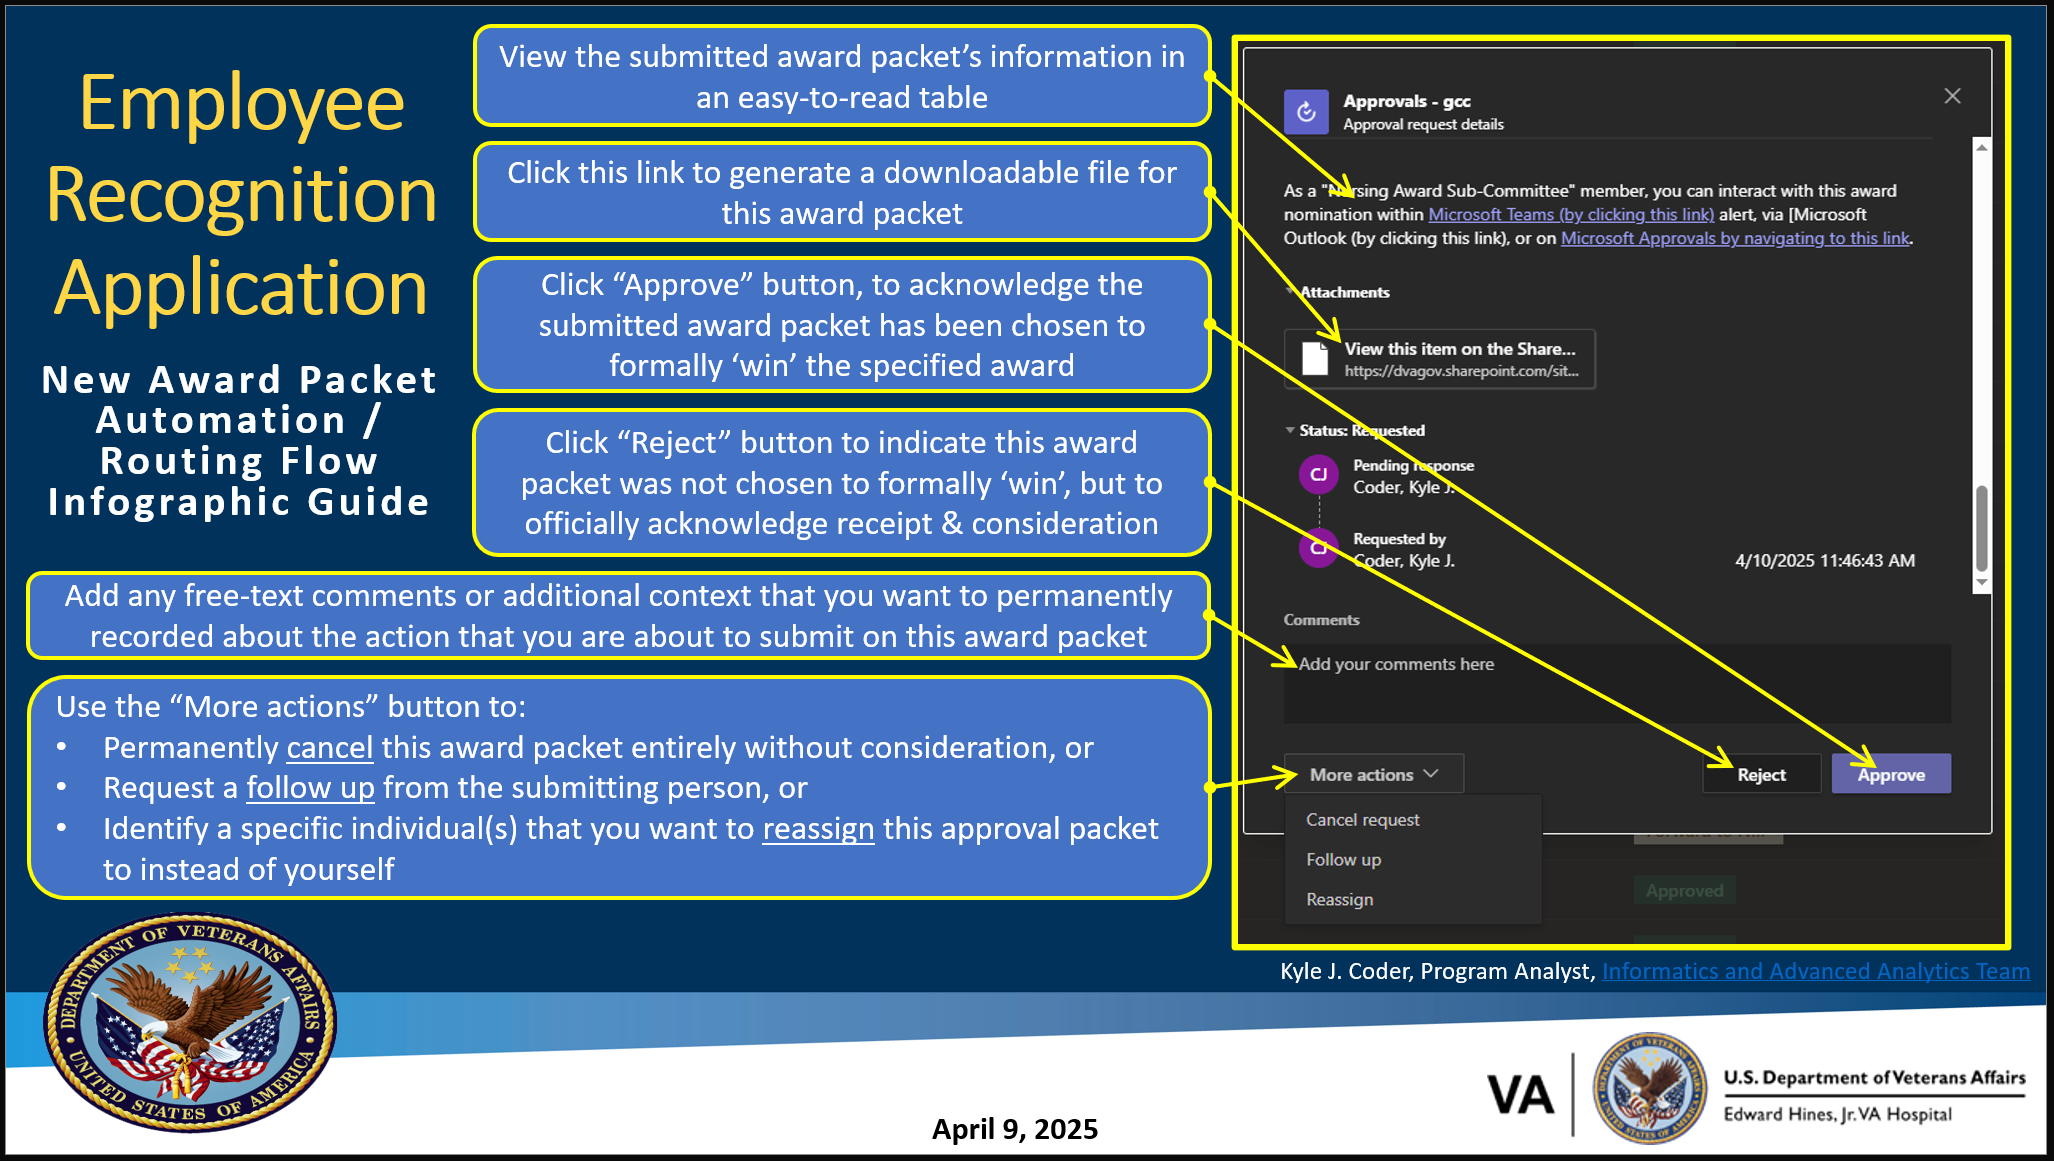 Employee
Recognition
Application
New Award Packet
Automation /
Routing Flow
Infographic Guide
View the submitted award packet's information in
an easy-to-read table
Click this link to generate a downloadable file for
this award packet
Click “Approve” button, to acknowledge the
submitted award packet has been chosen to
formally ‘win’ the specified award
Click “Reject” button to indicate this award
packet was not chosen to formally ‘win’, but to
officially acknowledge receipt & consideration
Add any free-text comments or additional context that you want to permanently
recorded about the action that you are about to submit on this award packet
Use the “More actions” button to:
• Permanently cancel this award packet entirely without consideration, or
• Request a follow up from the submitting person, or
• Identify a specific individual(s) that you want to reassign this approval packet
to instead of yourself
Approvals - gcc
Approval request details
As a "Nursing Award Sub-Committee" member, you can interact with this award
nomination within Microsoft Teams (by clicking this link) alert, via [Microsoft
Outlook (by clicking this link), or on Microsoft Approvals by navigating to this link.
Attachments
View this item on the Share...
https://dvagov.sharepoint.com/sit...
Status: Requested
CJ
Pending response
Coder, Kyle J.
CJ
Requested by
Coder, Kyle J.
4/10/2025 11:46:43 AM
Comments
Add your comments here
More actions
Reject
Approve
Cancel request
Follow up
Reassign
Approved
Kyle J. Coder, Program Analyst, Informatics and Advanced Analytics Team
DEPARTMENT OF VETERANS AFFAIRS
UNITED STATES OF AMERICA
April 9, 2025
VA
U.S. Department of Veterans Affairs
Edward Hines, Jr. VA Hospital